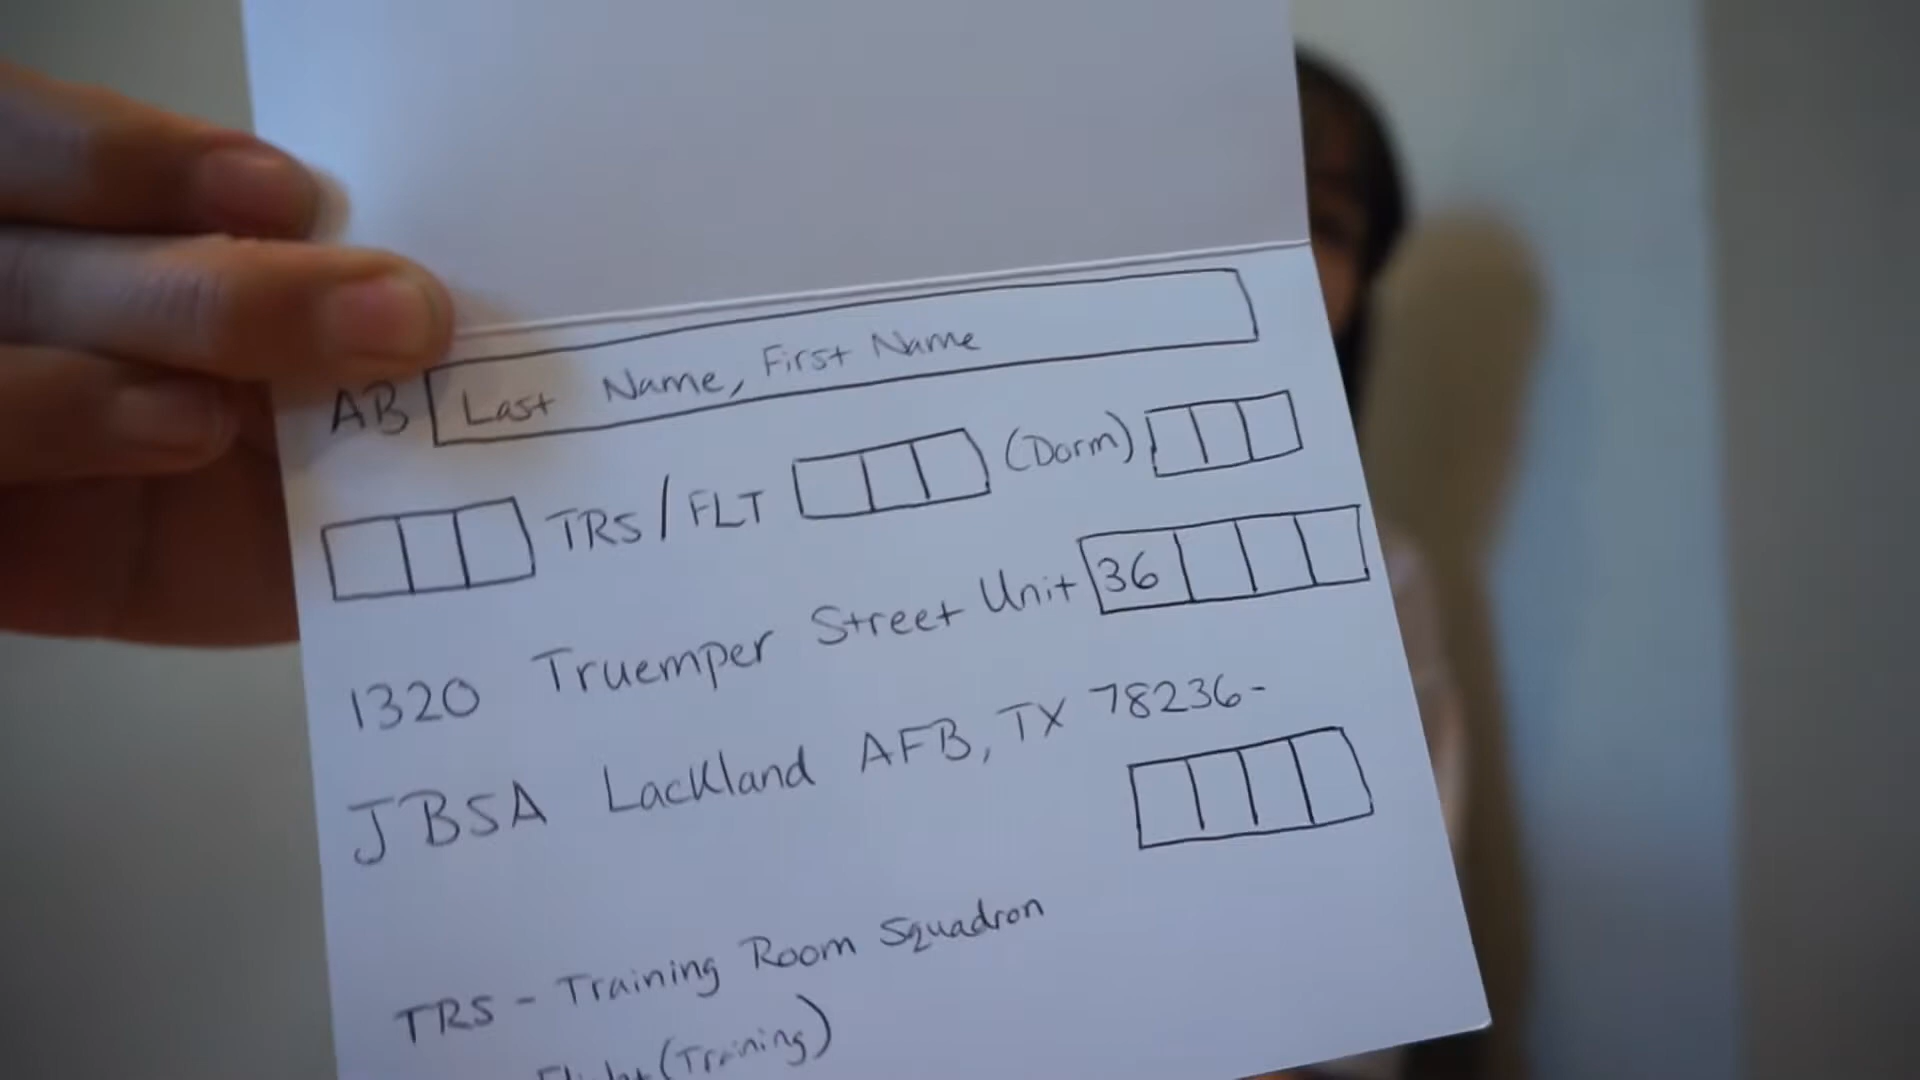 AB Last Name, First Name
TRS/FLT (Dorm)
1320 Truemper Street Unit 36
JBSA Lackland AFB, TX 78236-
TRS - Training Room Squadron
Flight (Training)